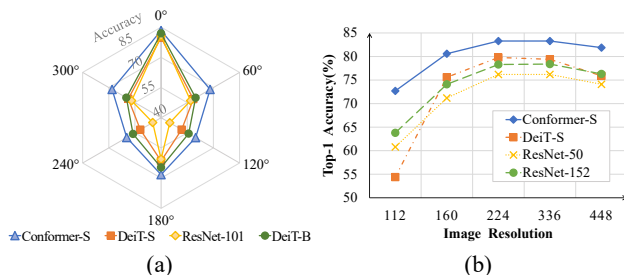 0°
Accuracy
85
70
55
40
60°
120°
180°
240°
300°
Conformer-S
DeiT-S
ResNet-101
DeiT-B
(a)
Top-1 Accuracy(%)
85
80
75
70
65
60
55
50
Conformer-S
DeiT-S
ResNet-50
ResNet-152
112 160 224 336 448
Image Resolution
(b)